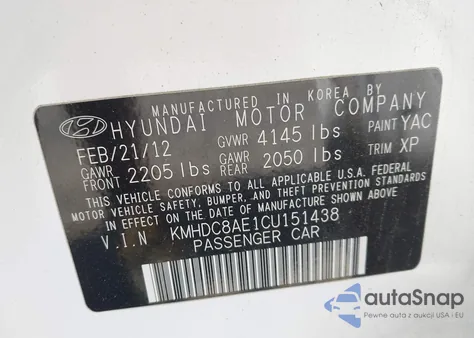 MANUFACTURED IN KOREA BY
HYUNDAI MOTOR COMPANY
FEB/21/12 GVWR 4145 lbs PAINT YAC
GAWR FRONT 2205 lbs GAWR REAR 2050 lbs TRIM XP
THIS VEHICLE CONFORMS TO ALL APPLICABLE U.S.A. FEDERAL
MOTOR VEHICLE SAFETY, BUMPER, AND THEFT PREVENTION
STANDARDS IN EFFECT ON THE DATE OF MANUFACTURE SHOWN ABOVE.
V.I.N KMHDC8AE1CU151438
PASSENGER CAR
autoSnap
Pewne auta z aukcji USA i EU